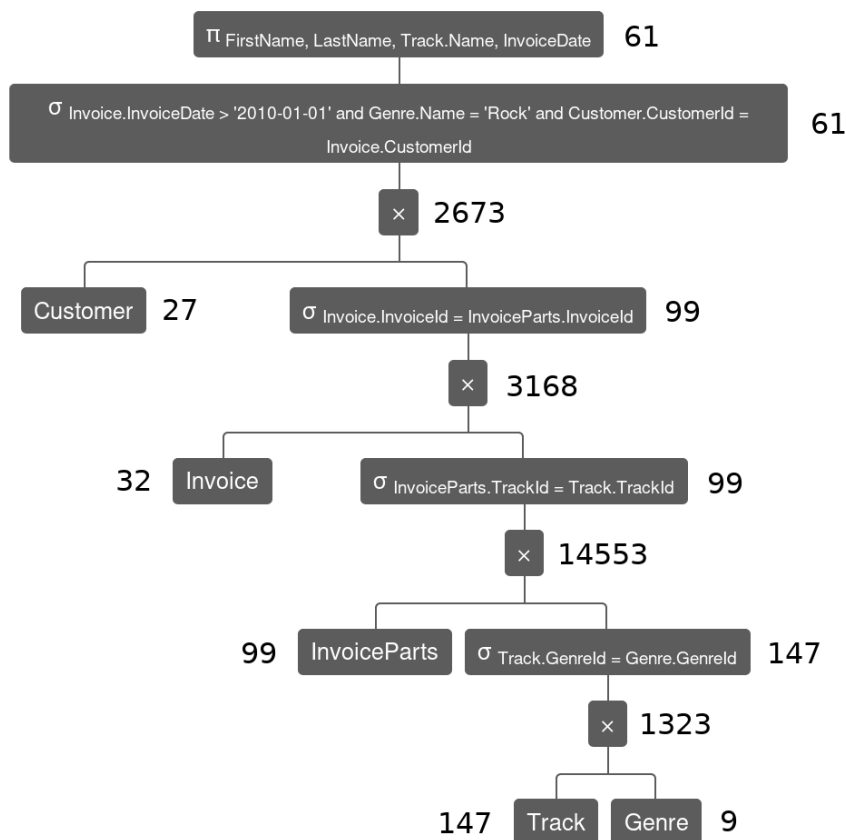 π FirstName, LastName, Track.Name, InvoiceDate 61
σ Invoice.InvoiceDate > '2010-01-01' and Genre.Name = 'Rock' and Customer.CustomerId =
Invoice.CustomerId 61
× 2673
Customer 27 σ Invoice.InvoiceId = InvoiceParts.InvoiceId 99
× 3168
32 Invoice σ InvoiceParts.TrackId = Track.TrackId 99
× 14553
99 InvoiceParts σ Track.GenreId = Genre.GenreId 147
× 1323
147 Track Genre 9